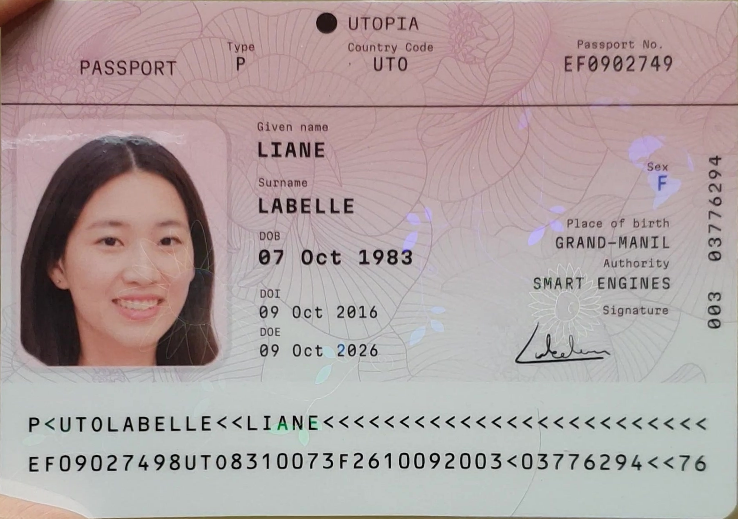 UTOPIA
PASSPORT
Type
P
Country Code
UTO
Passport No.
EF0902749
Given name
LIANE
Surname
LABELLE
DOB
07 Oct 1983
DOI
09 Oct 2016
DOE
09 Oct 2026
Sex
F
Place of birth
GRAND-MANIL
Authority
SMART ENGINES
Signature
003 03776294
P<UTOLABELLE<<LIANE<<<<<<<<<<<<<<<<<<<<<<<<<
EF09027498UTO8310073F2610092003<03776294<<76